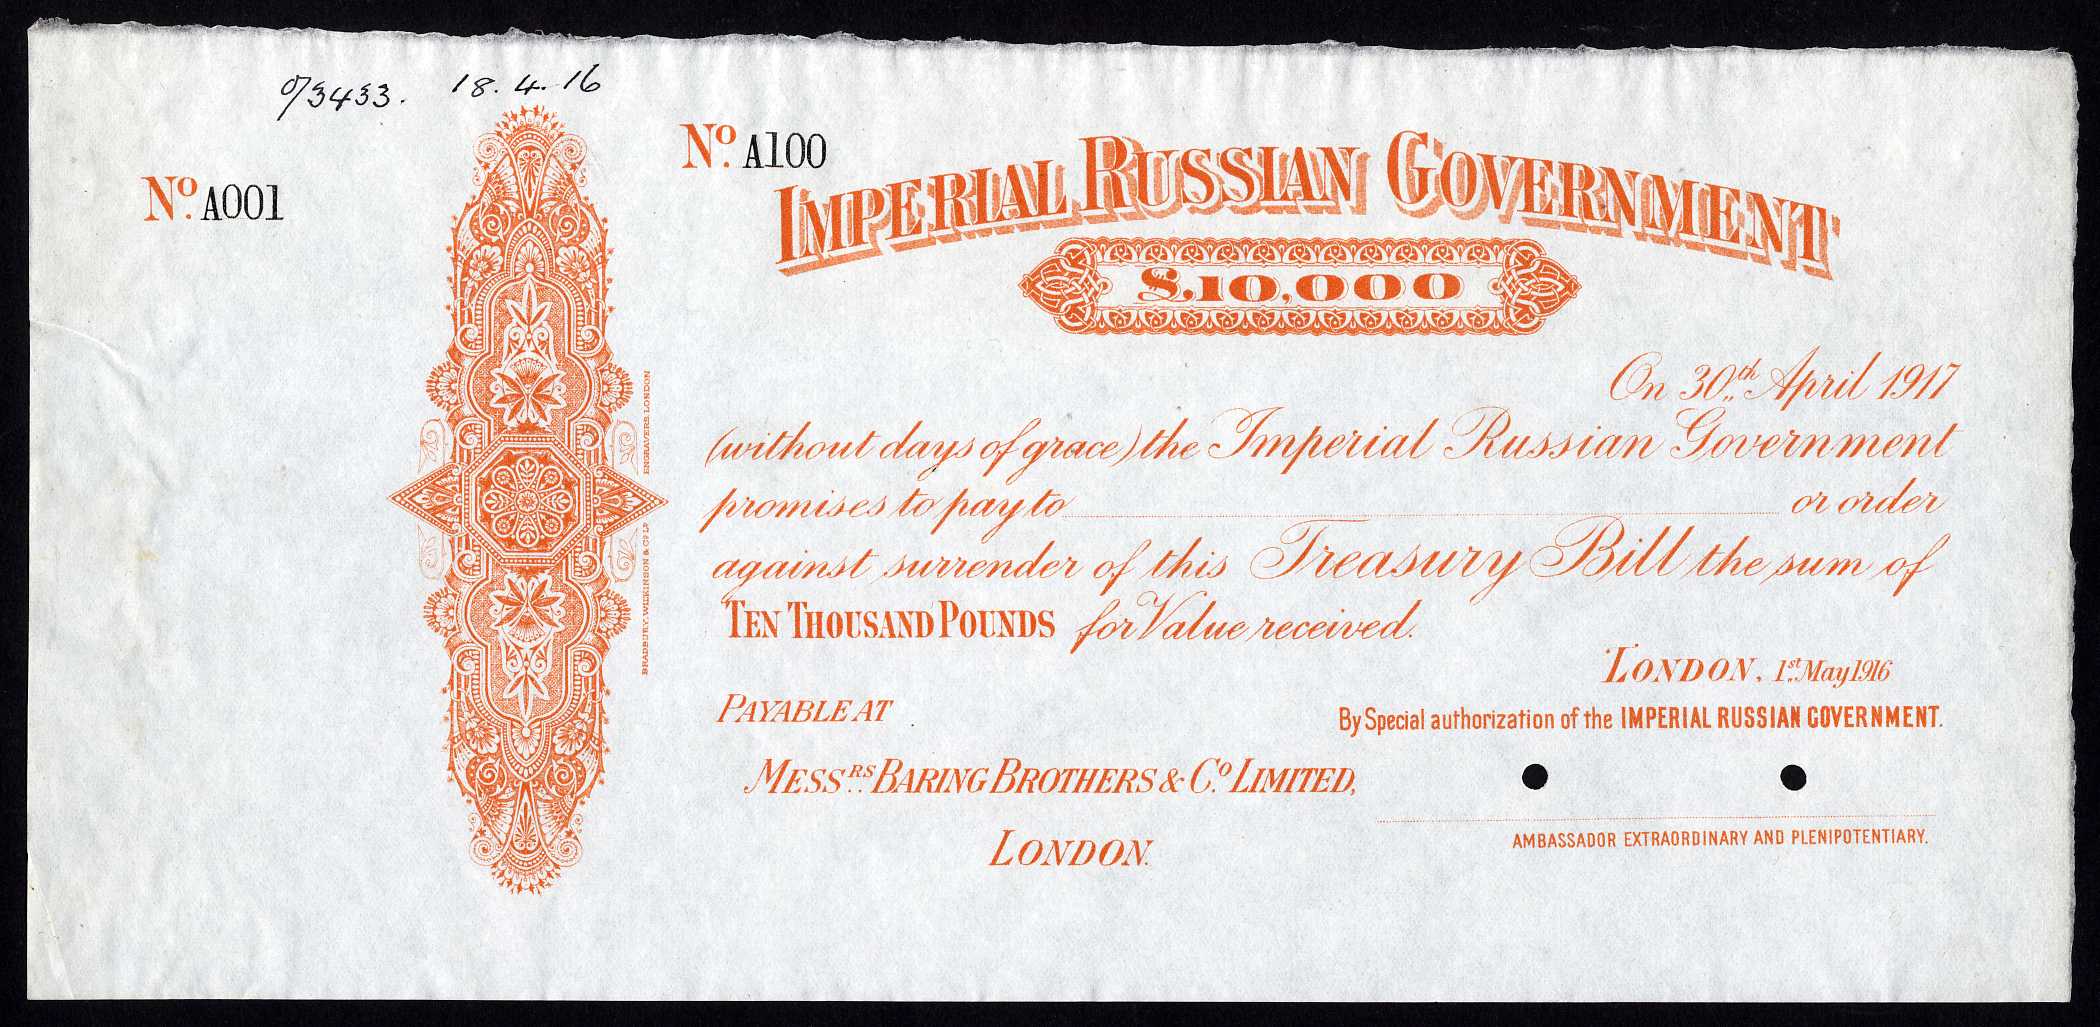 o/3433. 18.4.16
No. A001
No. A100
IMPERIAL RUSSIAN GOVERNMENT
£.10,000
On 30th April 1917
(without days of grace) the Imperial Russian Government
promises to pay to or order
against surrender of this Treasury Bill the sum of
TEN THOUSAND POUNDS for Value received.
LONDON, 1st May 1916
PAYABLE AT
By Special authorization of the IMPERIAL RUSSIAN GOVERNMENT.
MESSRS BARING BROTHERS & Co. LIMITED,
LONDON.
AMBASSADOR EXTRAORDINARY AND PLENIPOTENTIARY.
BRADBURY, WILKINSON & Co. Ld. ENGRAVERS, LONDON